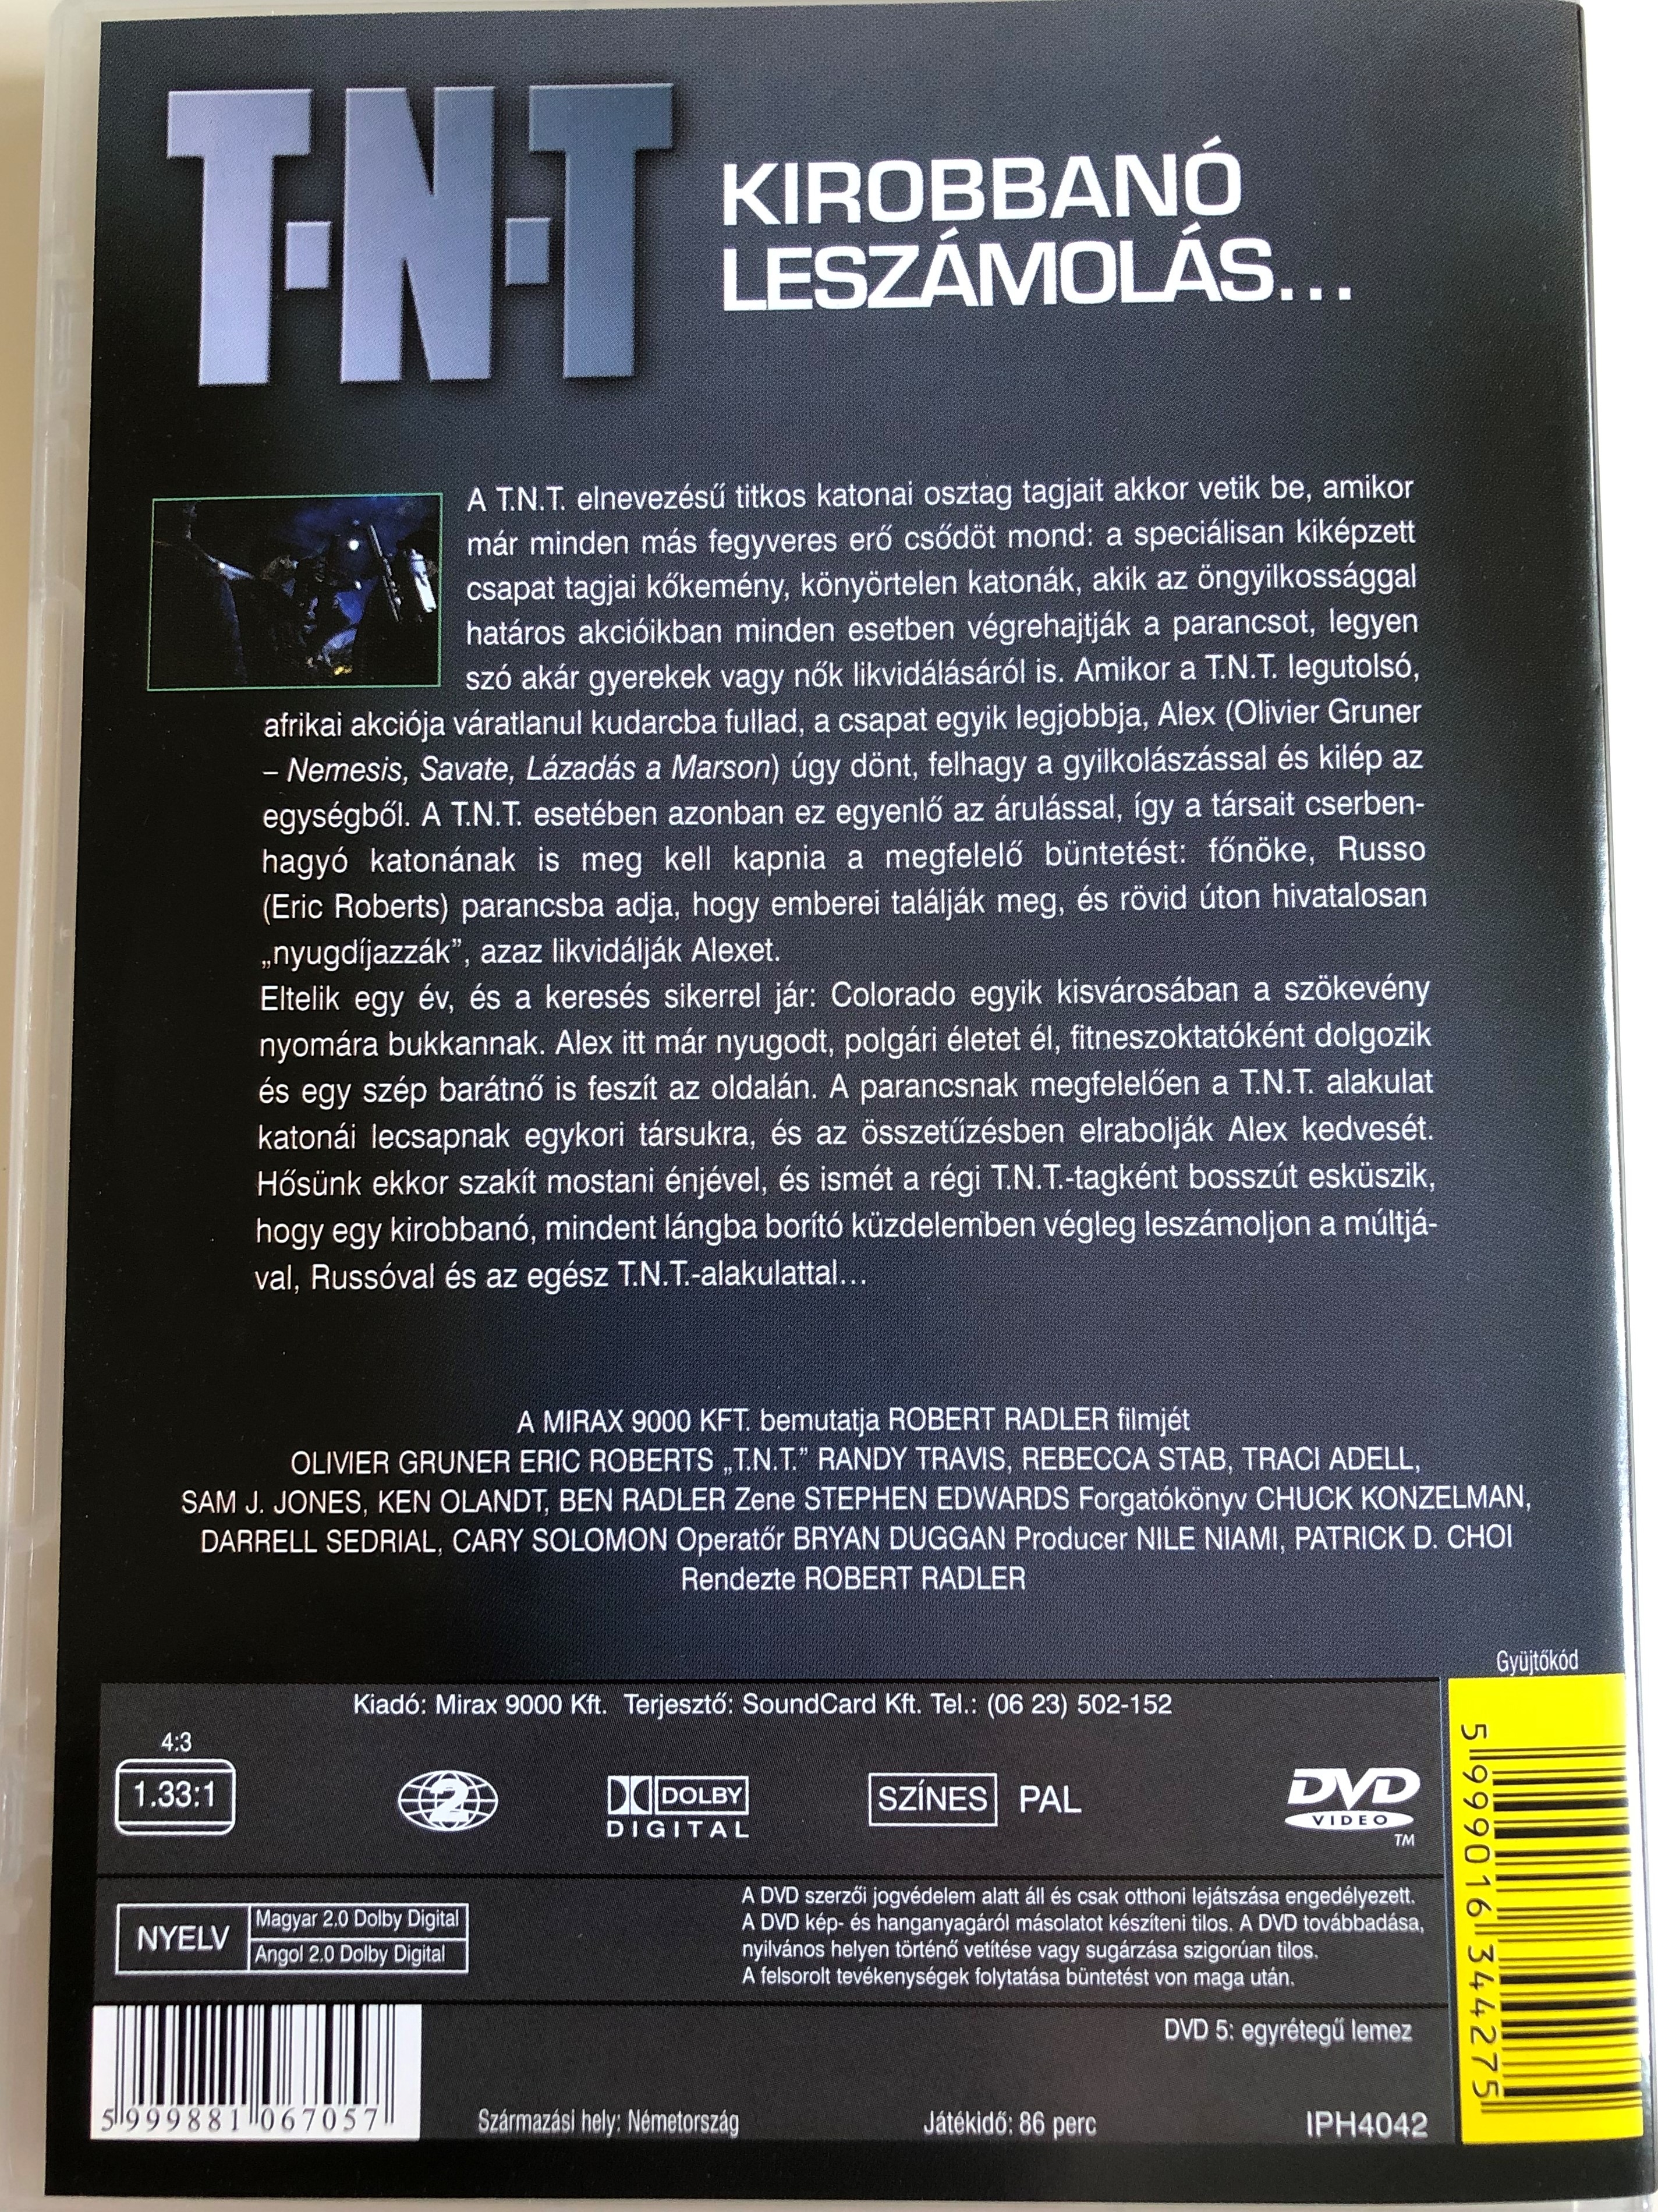 T·N·T
KIROBBANÓ
LESZÁMOLÁS...
A T.N.T. elnevezésű titkos katonai osztag tagjait akkor vetik be, amikor
már minden más fegyveres erő csődöt mond: a speciálisan kiképzett
csapat tagjai kőkemény, könyörtelen katonák, akik az öngyilkossággal
határos akcióikban minden esetben végrehajtják a parancsot, legyen
szó akár gyerekek vagy nők likvidálásáról is. Amikor a T.N.T. legutolsó,
afrikai akciója váratlanul kudarcba fullad, a csapat egyik legjobbja, Alex (Olivier Gruner
– Nemesis, Savate, Lázadás a Marson) úgy dönt, felhagy a gyilkolászással és kilép az
egységből. A T.N.T. esetében azonban ez egyenlő az árulással, így a társait cserben-
hagyó katonának is meg kell kapnia a megfelelő büntetést: főnöke, Russo
(Eric Roberts) parancsba adja, hogy emberei találják meg, és rövid úton hivatalosan
„nyugdíjazzák”, azaz likvidálják Alexet.
Eltelik egy év, és a keresés sikerrel jár: Colorado egyik kisvárosában a szökevény
nyomára bukkannak. Alex itt már nyugodt, polgári életet él, fitneszoktatóként dolgozik
és egy szép barátnő is feszít az oldalán. A parancsnak megfelelően a T.N.T. alakulat
katonái lecsapnak egykori társukra, és az összetűzésben elrabolják Alex kedvesét.
Hősünk ekkor szakít mostani énjével, és ismét a régi T.N.T.-tagként bosszút esküszik,
hogy egy kirobbanó, mindent lángba borító küzdelemben végleg leszámoljon a múltjá-
val, Russóval és az egész T.N.T.-alakulattal...
A MIRAX 9000 KFT. bemutatja ROBERT RADLER filmjét
OLIVIER GRUNER ERIC ROBERTS „T.N.T.” RANDY TRAVIS, REBECCA STAB, TRACI ADELL,
SAM J. JONES, KEN OLANDT, BEN RADLER Zene STEPHEN EDWARDS Forgatókönyv CHUCK KONZELMAN,
DARRELL SEDRIAL, CARY SOLOMON Operatőr BRYAN DUGGAN Producer NILE NIAMI, PATRICK D. CHOI
Rendezte ROBERT RADLER
Gyüjtőkód
5 999016 344275
Kiadó: Mirax 9000 Kft. Terjesztő: SoundCard Kft. Tel.: (06 23) 502-152
4:3
1.33:1
2
DOLBY
DIGITAL
SZÍNES PAL
DVD
VIDEO
TM
NYELV
Magyar 2.0 Dolby Digital
Angol 2.0 Dolby Digital
A DVD szerzői jogvédelem alatt áll és csak otthoni lejátszása engedélyezett.
A DVD kép- és hanganyagáról másolatot készíteni tilos. A DVD továbbadása,
nyilvános helyen történő vetítése vagy sugárzása szigorúan tilos.
A felsorolt tevékenységek folytatása büntetést von maga után.
DVD 5: egyrétegű lemez
5 999881 067057
Származási hely: Németország
Játékidő: 86 perc
IPH4042